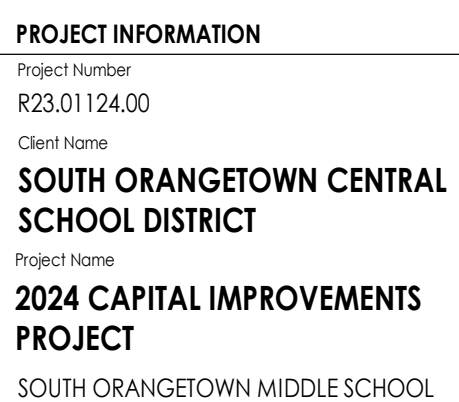 PROJECT INFORMATION
Project Number
R23.01124.00
Client Name
SOUTH ORANGETOWN CENTRAL
SCHOOL DISTRICT
Project Name
2024 CAPITAL IMPROVEMENTS
PROJECT
SOUTH ORANGETOWN MIDDLE SCHOOL